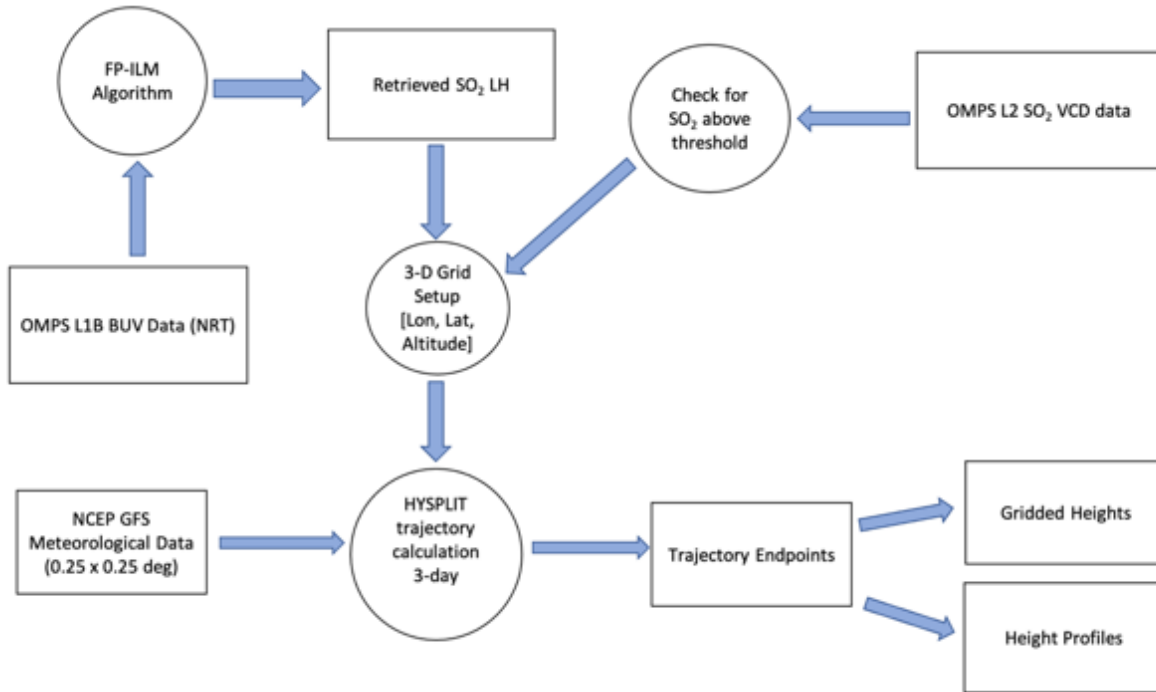 FP-ILM
Algorithm
Retrieved SO₂ LH
Check for
SO₂ above
threshold
OMPS L2 SO₂ VCD data
OMPS L1B BUV Data (NRT)
3-D Grid
Setup
[Lon, Lat,
Altitude]
NCEP GFS
Meteorological Data
(0.25 x 0.25 deg)
HYSPLIT
trajectory
calculation
3-day
Trajectory Endpoints
Gridded Heights
Height Profiles